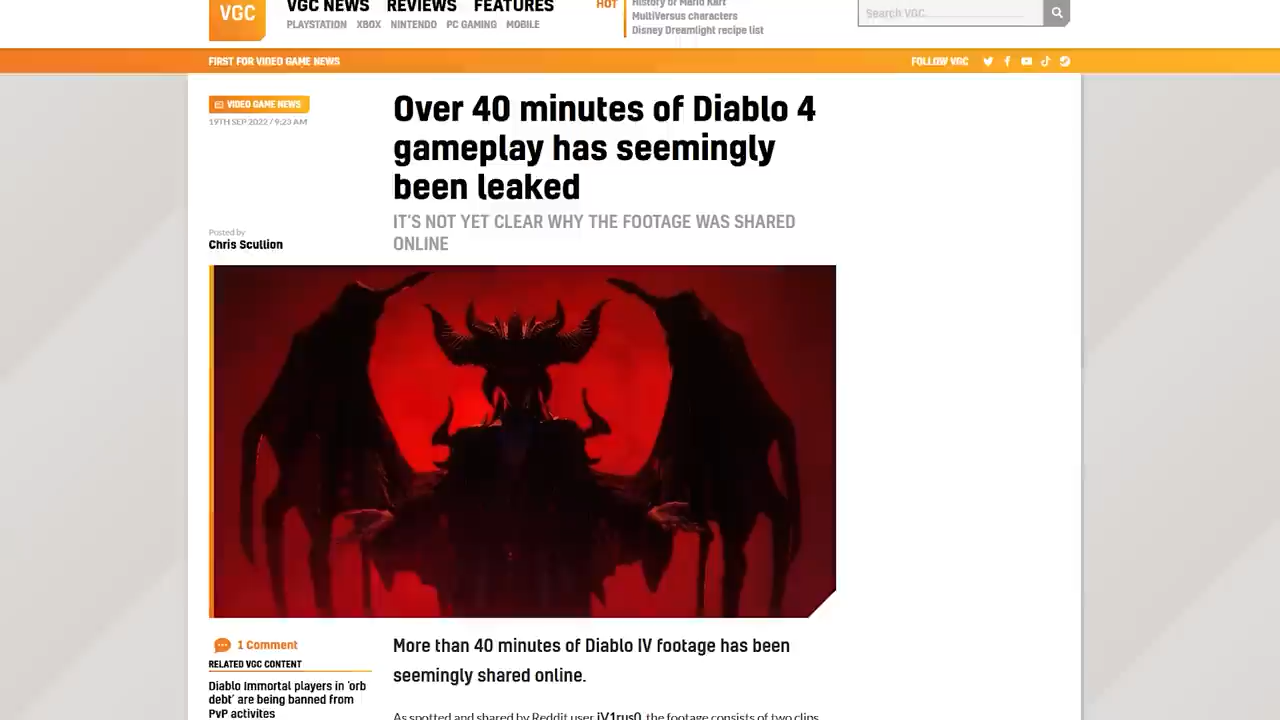 VGC
VGC NEWS REVIEWS FEATURES
PLAYSTATION XBOX NINTENDO PC GAMING MOBILE
HOT
History of Mario Kart
MultiVersus characters
Disney Dreamlight recipe list
Search VGC
FIRST FOR VIDEO GAME NEWS
FOLLOW VGC
VIDEO GAME NEWS
19TH SEP 2022 / 9:23 AM
Over 40 minutes of Diablo 4
gameplay has seemingly
been leaked
IT'S NOT YET CLEAR WHY THE FOOTAGE WAS SHARED
ONLINE
Posted by
Chris Scullion
1 Comment
RELATED VGC CONTENT
Diablo Immortal players in 'orb
debt' are being banned from
PvP activites
More than 40 minutes of Diablo IV footage has been
seemingly shared online.
As spotted and shared by Reddit user iV1rus0, the footage consists of two clips